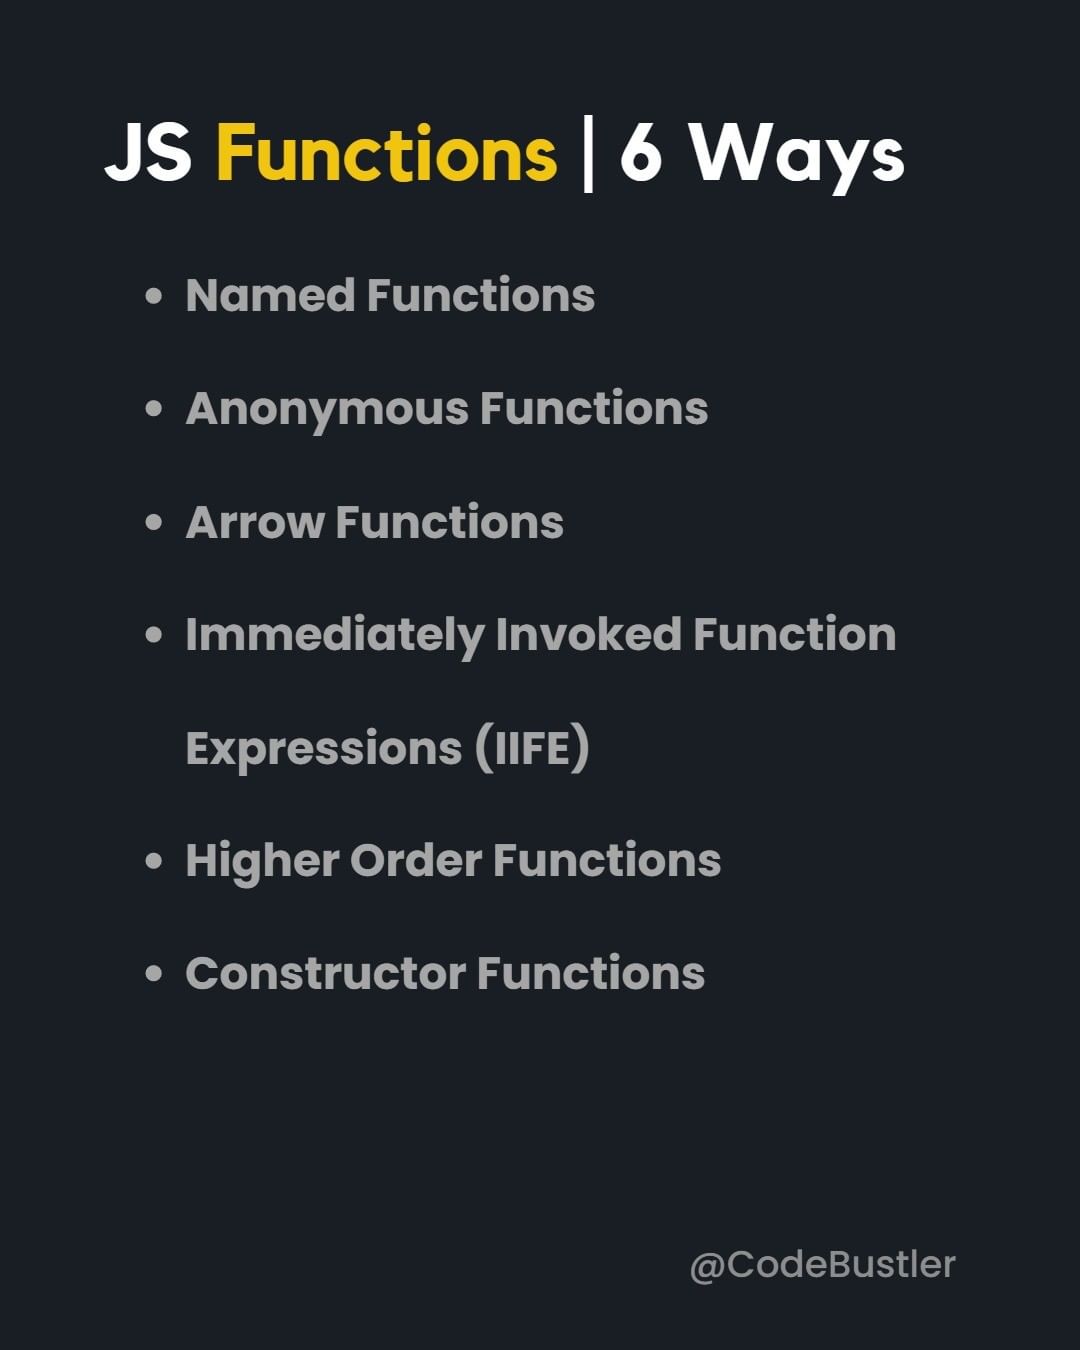 JS Functions | 6 Ways
• Named Functions
• Anonymous Functions
• Arrow Functions
• Immediately Invoked Function
Expressions (IIFE)
• Higher Order Functions
• Constructor Functions
@CodeBustler